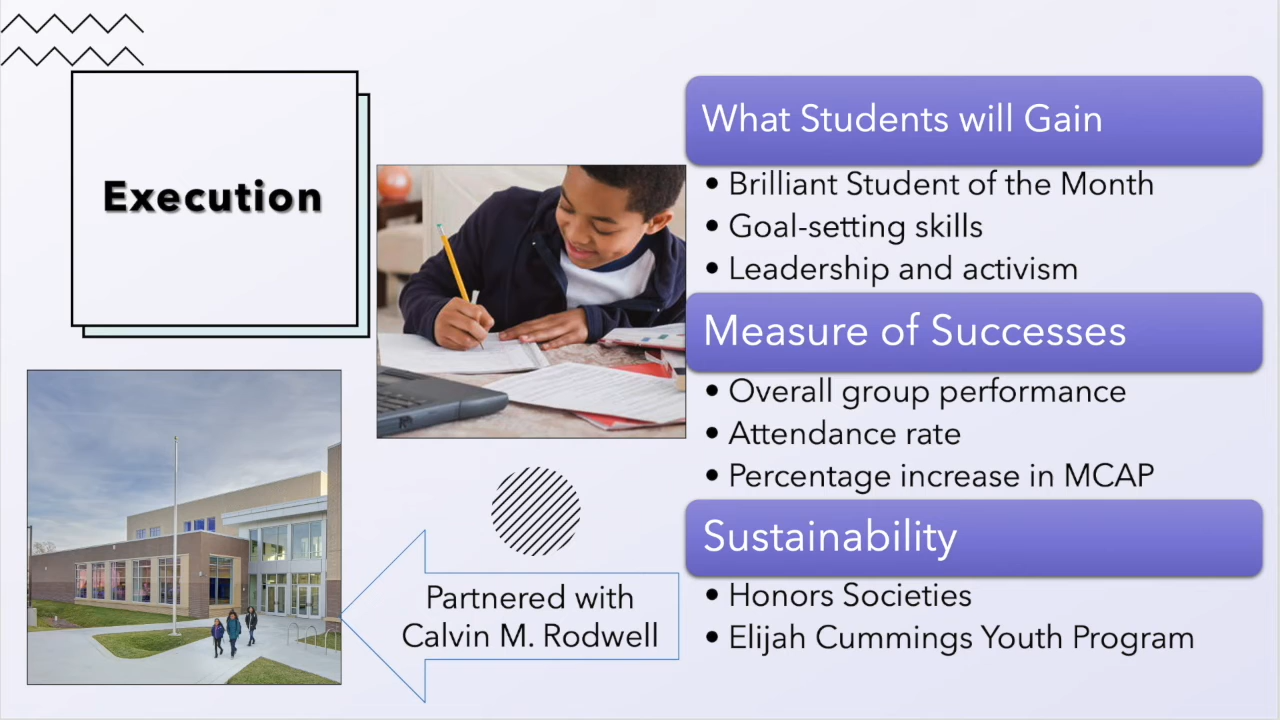 Execution
What Students will Gain
• Brilliant Student of the Month
• Goal-setting skills
• Leadership and activism
Measure of Successes
• Overall group performance
• Attendance rate
• Percentage increase in MCAP
Sustainability
• Honors Societies
• Elijah Cummings Youth Program
Partnered with
Calvin M. Rodwell